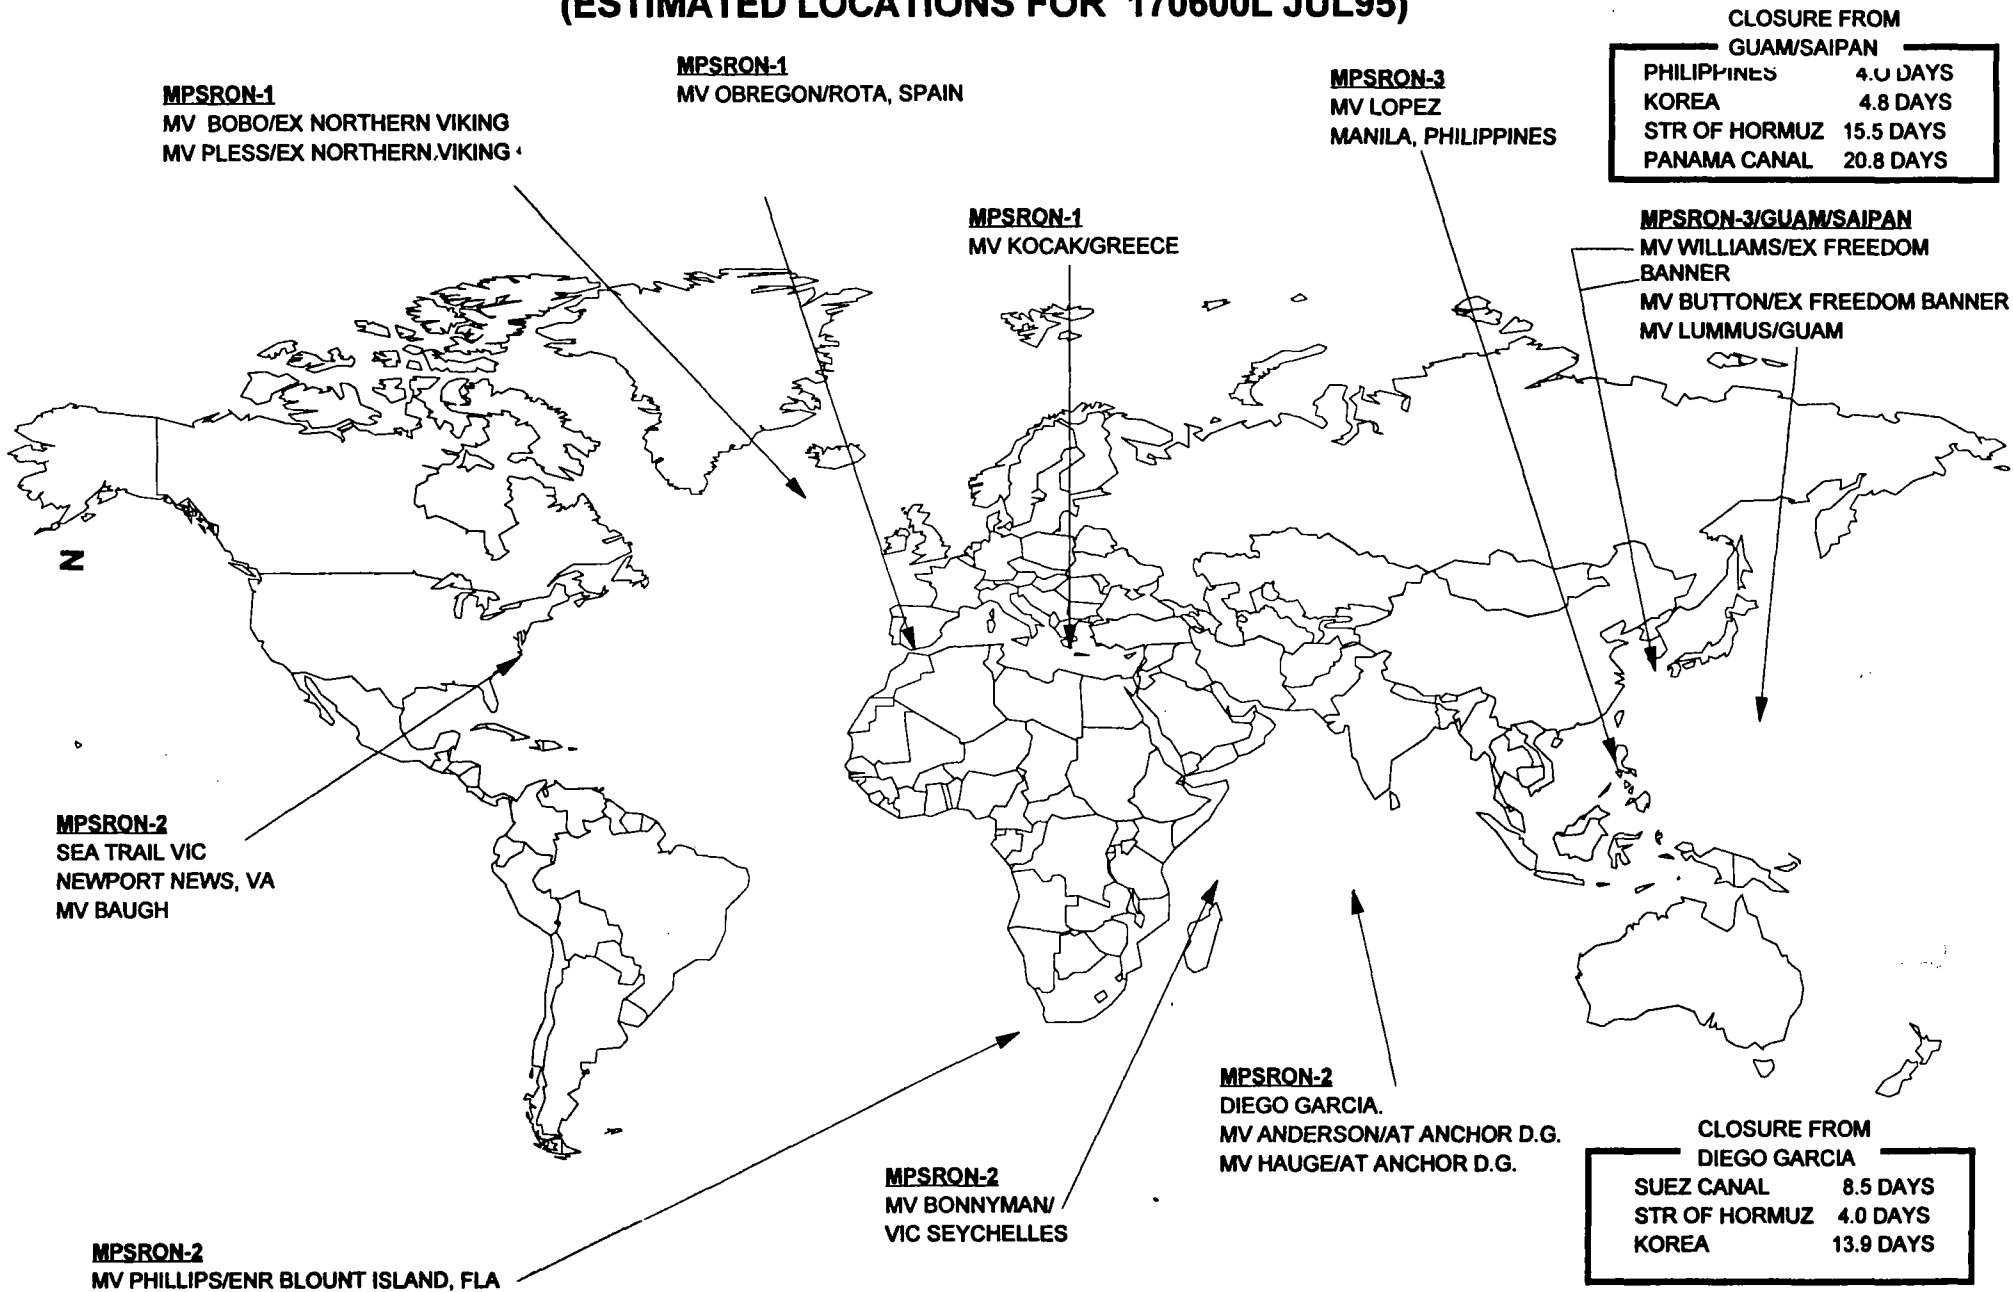 (ESTIMATED LOCATIONS FOR 170600L JUL95)
MPSRON-1
MV BOBO/EX NORTHERN VIKING
MV PLESS/EX NORTHERN VIKING
MPSRON-1
MV OBREGON/ROTA, SPAIN
MPSRON-1
MV KOCAK/GREECE
MPSRON-3
MV LOPEZ
MANILA, PHILIPPINES
CLOSURE FROM
GUAM/SAIPAN
PHILIPPINES 4.0 DAYS
KOREA 4.8 DAYS
STR OF HORMUZ 15.5 DAYS
PANAMA CANAL 20.8 DAYS
MPSRON-3/GUAM/SAIPAN
MV WILLIAMS/EX FREEDOM
BANNER
MV BUTTON/EX FREEDOM BANNER
MV LUMMUS/GUAM
N
MPSRON-2
SEA TRAIL VIC
NEWPORT NEWS, VA
MV BAUGH
MPSRON-2
MV PHILLIPS/ENR BLOUNT ISLAND, FLA
MPSRON-2
MV BONNYMAN/
VIC SEYCHELLES
MPSRON-2
DIEGO GARCIA.
MV ANDERSON/AT ANCHOR D.G.
MV HAUGE/AT ANCHOR D.G.
CLOSURE FROM
DIEGO GARCIA
SUEZ CANAL 8.5 DAYS
STR OF HORMUZ 4.0 DAYS
KOREA 13.9 DAYS